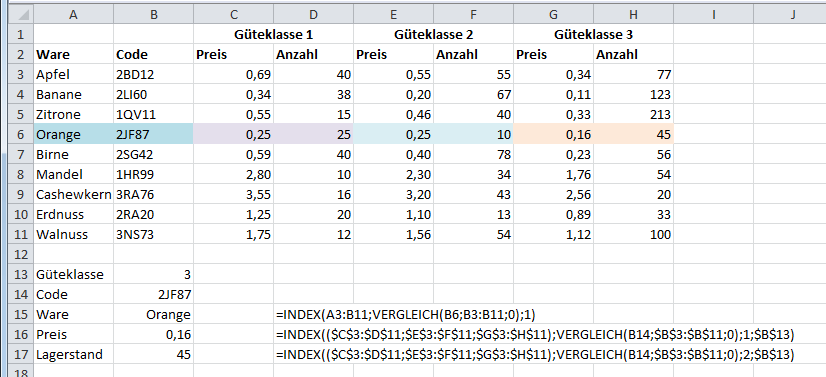 A B C D E F G H I J
1 Güteklasse 1 Güteklasse 2 Güteklasse 3
2 Ware Code Preis Anzahl Preis Anzahl Preis Anzahl
3 Apfel 2BD12 0,69 40 0,55 55 0,34 77
4 Banane 2LI60 0,34 38 0,20 67 0,11 123
5 Zitrone 1QV11 0,55 15 0,46 40 0,33 213
6 Orange 2JF87 0,25 25 0,25 10 0,16 45
7 Birne 2SG42 0,59 40 0,40 78 0,23 56
8 Mandel 1HR99 2,80 10 2,30 34 1,76 54
9 Cashewkern 3RA76 3,55 16 3,20 43 2,56 20
10 Erdnuss 2RA20 1,25 20 1,10 13 0,89 33
11 Walnuss 3NS73 1,75 12 1,56 54 1,12 100
12
13 Güteklasse 3
14 Code 2JF87
15 Ware Orange =INDEX(A3:B11;VERGLEICH(B6;B3:B11;0);1)
16 Preis 0,16 =INDEX(($C$3:$D$11;$E$3:$F$11;$G$3:$H$11);VERGLEICH(B14;$B$3:$B$11;0);1;$B$13)
17 Lagerstand 45 =INDEX(($C$3:$D$11;$E$3:$F$11;$G$3:$H$11);VERGLEICH(B14;$B$3:$B$11;0);2;$B$13)
18